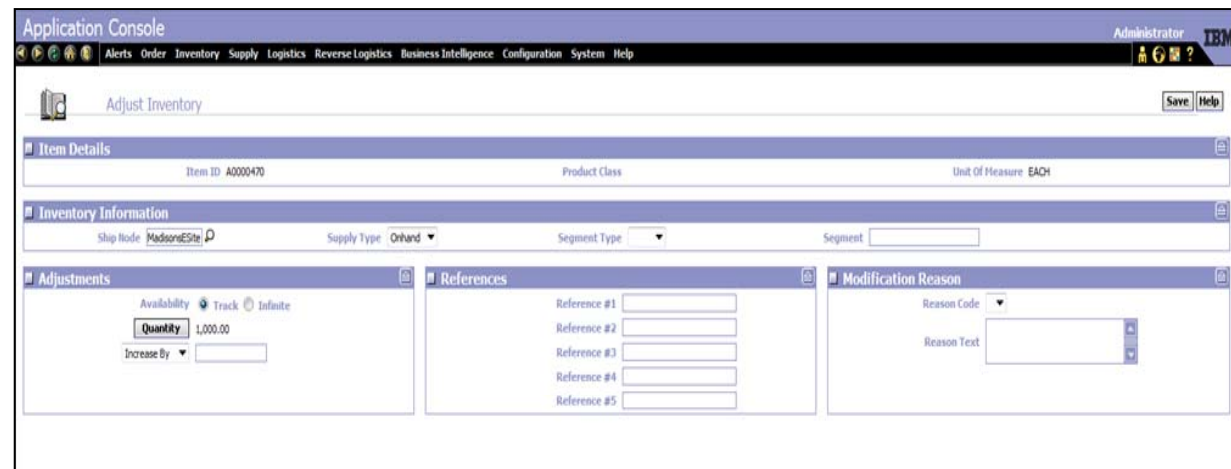 Application Console
Administrator
IBM
Alerts Order Inventory Supply Logistics Reverse Logistics Business Intelligence Configuration System Help
?
Adjust Inventory
Save Help
Item Details
Item ID A0000470 Product Class Unit Of Measure EACH
Inventory Information
Ship Node MadisonsESite Supply Type Onhand Segment Type Segment
Adjustments
Availability Track Infinite
Quantity 1,000.00
Increase By
References
Reference #1
Reference #2
Reference #3
Reference #4
Reference #5
Modification Reason
Reason Code
Reason Text